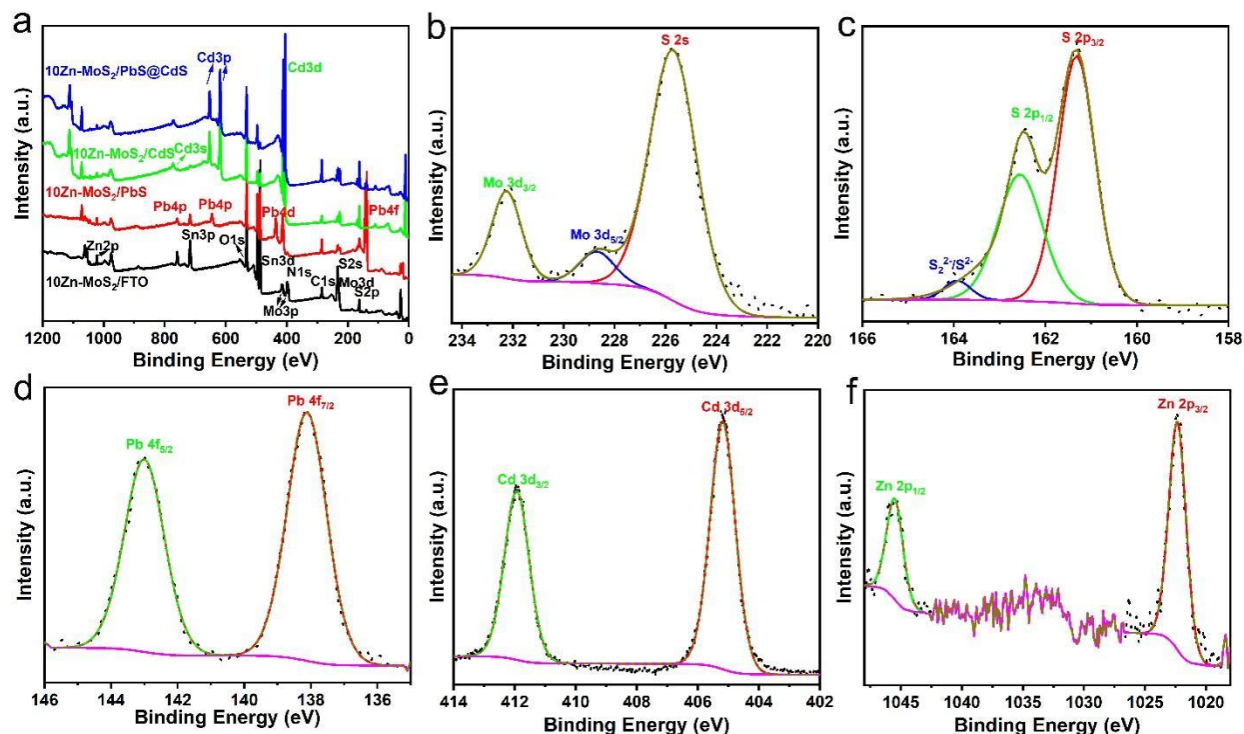 a
10Zn-MoS₂/PbS@CdS
Cd3p
Cd3d
10Zn-MoS₂/CdS
Cd3s
10Zn-MoS₂/PbS
Pb4p
Pb4p
Pb4d
Pb4f
Zn2p
Sn3p
O1s
Sn3d
N1s
S2s
C1s
Mo3d
S2p
Mo3p
10Zn-MoS₂/FTO
Intensity (a.u.)
1200 1000 800 600 400 200 0
Binding Energy (eV)
b
S 2s
Mo 3d₃/₂
Mo 3d₅/₂
Intensity (a.u.)
234 232 230 228 226 224 222 220
Binding Energy (eV)
c
S 2p₃/₂
S 2p₁/₂
S₂²⁻/S²⁻
Intensity (a.u.)
166 164 162 160 158
Binding Energy (eV)
d
Pb 4f₇/₂
Pb 4f₅/₂
Intensity (a.u.)
146 144 142 140 138 136
Binding Energy (eV)
e
Cd 3d₅/₂
Cd 3d₃/₂
Intensity (a.u.)
414 412 410 408 406 404 402
Binding Energy (eV)
f
Zn 2p₃/₂
Zn 2p₁/₂
Intensity (a.u.)
1045 1040 1035 1030 1025 1020
Binding Energy (eV)